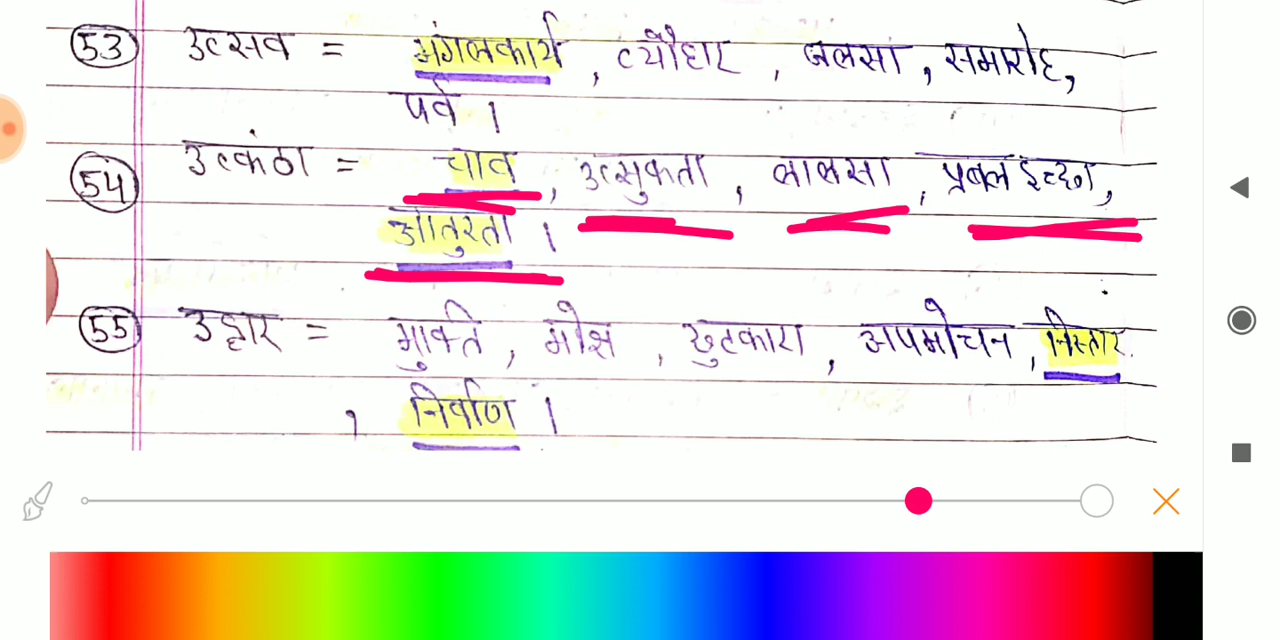 53 उत्सव = मंगलकार्य, त्यौहार, जलसा, समारोह,
पर्व ।
54 उत्कंठा = चाव, उत्सुकता, लालसा, प्रबल इच्छा,
आतुरता ।
55 उद्धार = मुक्ति, मोक्ष, छुटकारा, अपमोचन, निस्तार
, निर्वाण ।